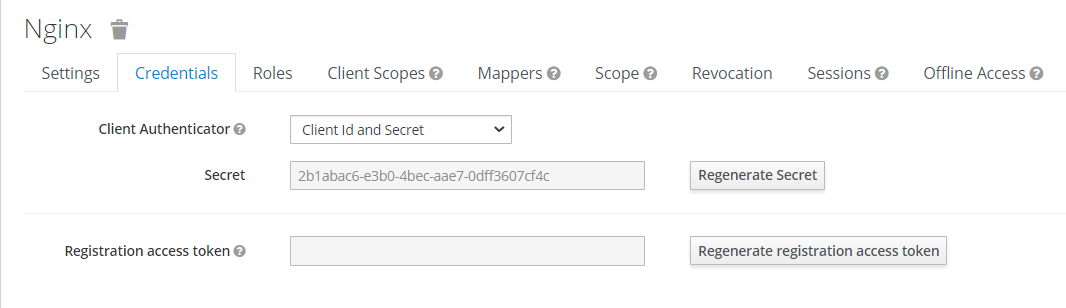 Nginx
Settings Credentials Roles Client Scopes Mappers Scope Revocation Sessions Offline Access
Client Authenticator Client Id and Secret
Secret 2b1abac6-e3b0-4bec-aae7-0dff3607cf4c Regenerate Secret
Registration access token Regenerate registration access token